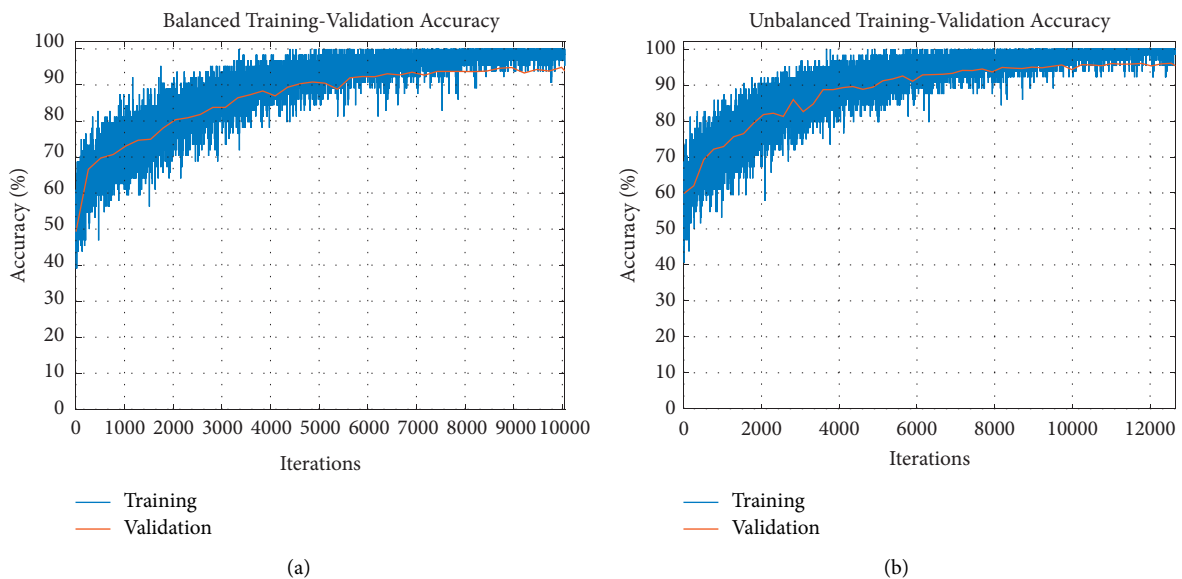 Balanced Training-Validation Accuracy
100
90
80
70
60
50
40
30
20
10
0
Accuracy (%)
0 1000 2000 3000 4000 5000 6000 7000 8000 9000 10000
Iterations
Training
Validation
(a)
Unbalanced Training-Validation Accuracy
100
90
80
70
60
50
40
30
20
10
0
Accuracy (%)
0 2000 4000 6000 8000 10000 12000
Iterations
Training
Validation
(b)